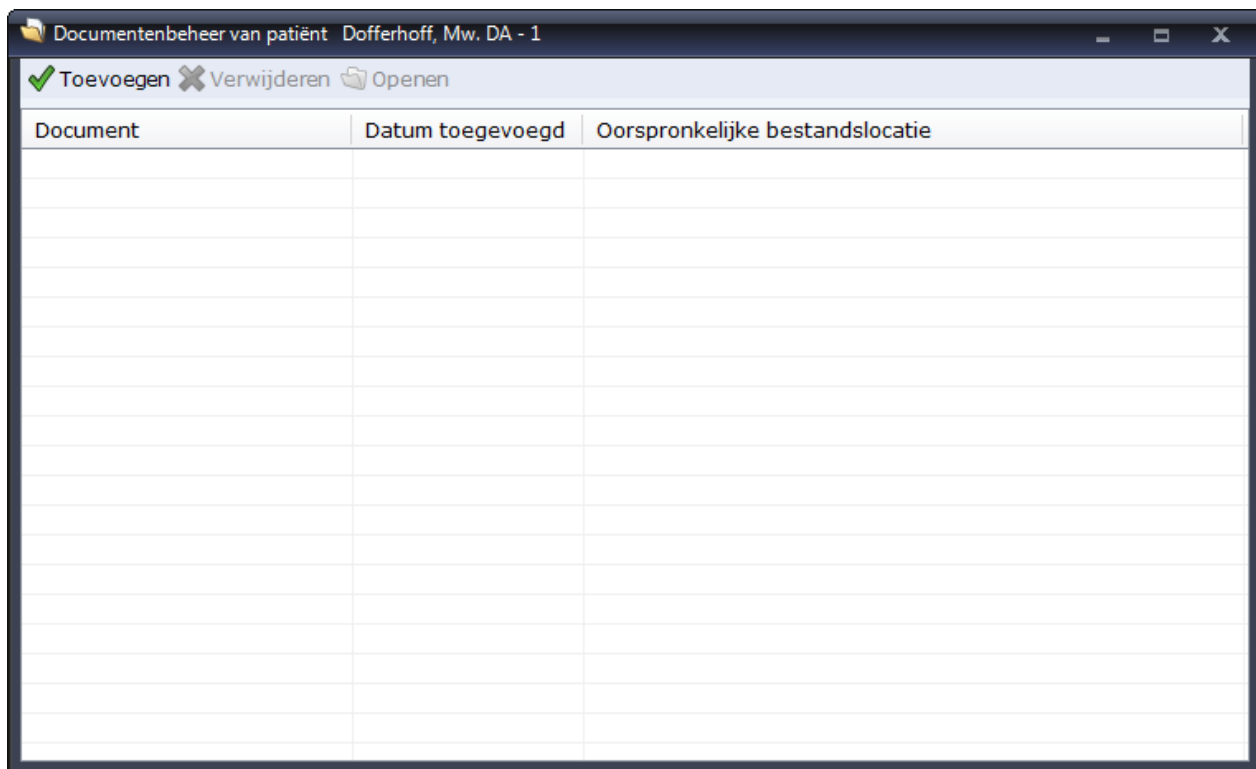 Documentenbeheer van patiënt Dofferhoff, Mw. DA - 1
Toevoegen Verwijderen Openen
Document Datum toegevoegd Oorspronkelijke bestandslocatie